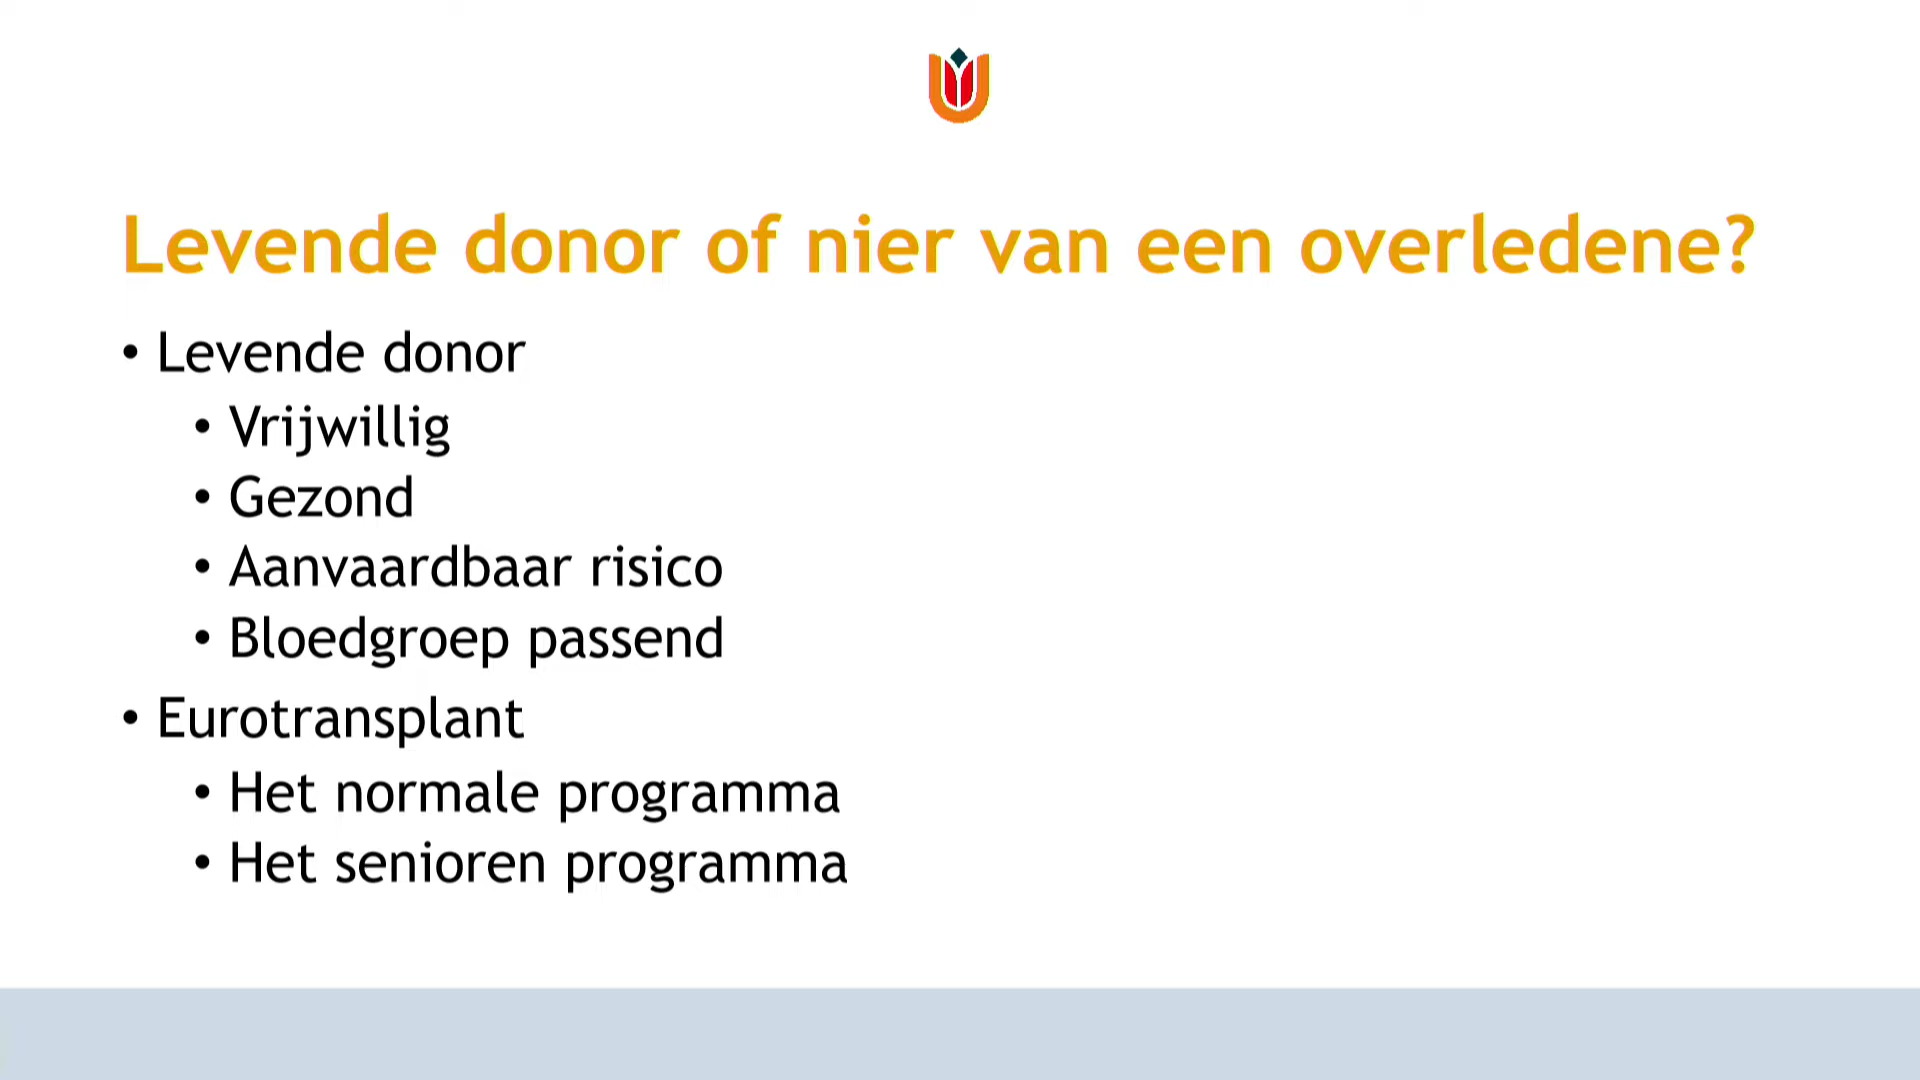 Levende donor of nier van een overledene?
• Levende donor
• Vrijwillig
• Gezond
• Aanvaardbaar risico
• Bloedgroep passend
• Eurotransplant
• Het normale programma
• Het senioren programma